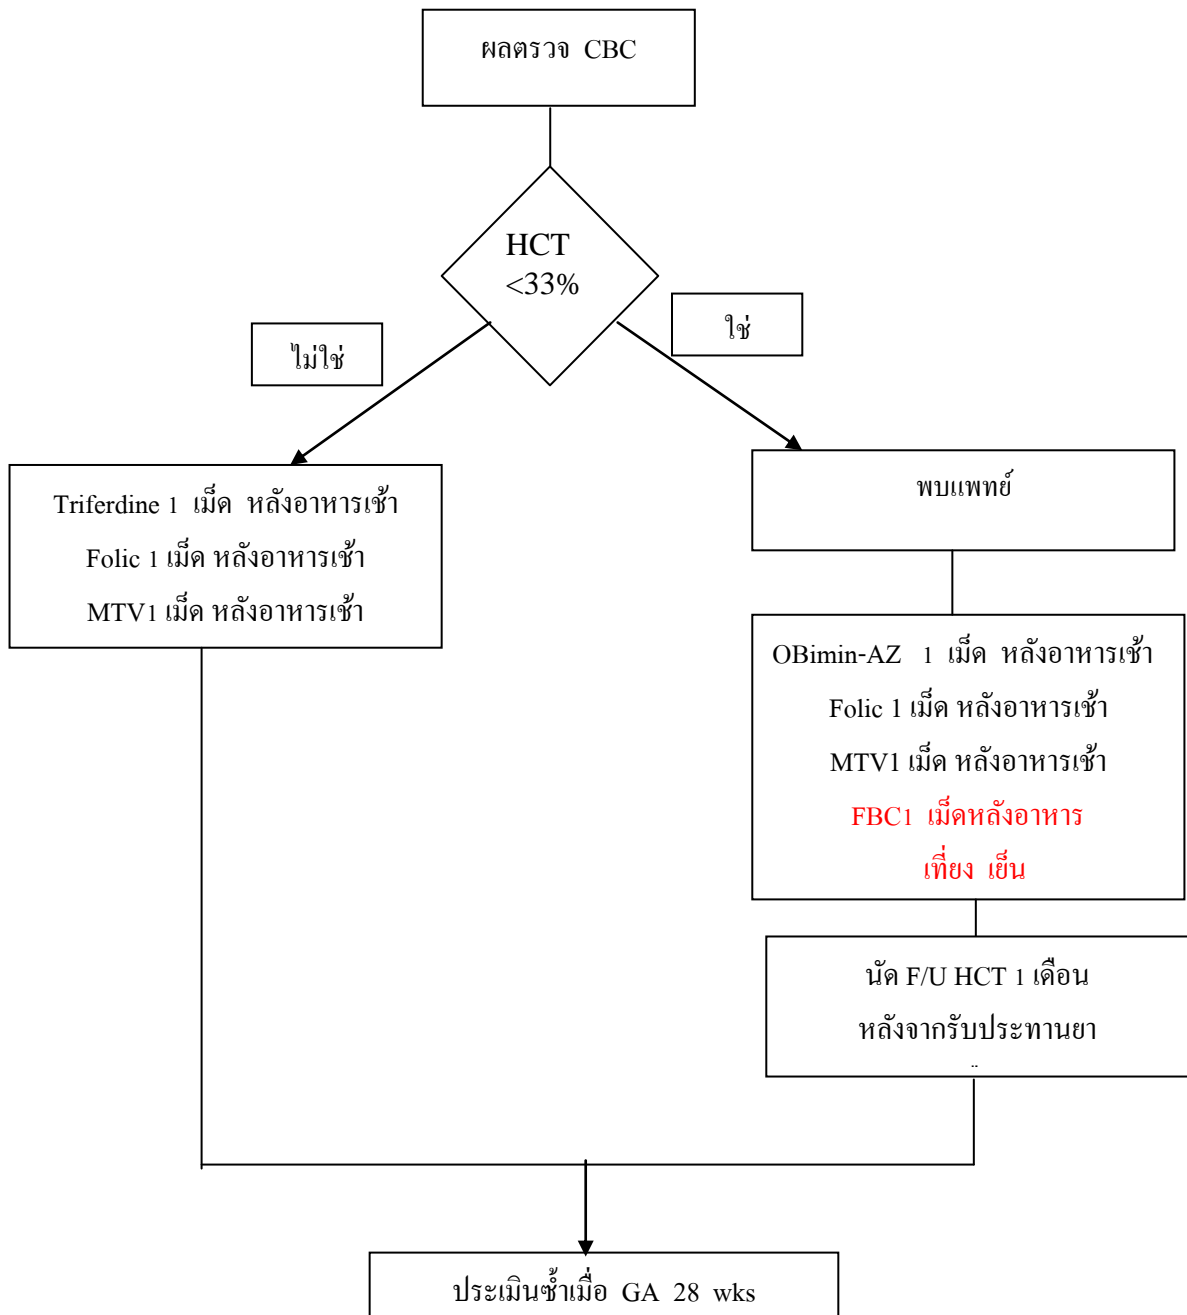 ผลตรวจ CBC
HCT
<33%
ไม่ใช่
ใช่
Triferdine 1 เม็ด หลังอาหารเช้า
Folic 1 เม็ด หลังอาหารเช้า
MTV1 เม็ด หลังอาหารเช้า
พบแพทย์
OBimin-AZ 1 เม็ด หลังอาหารเช้า
Folic 1 เม็ด หลังอาหารเช้า
MTV1 เม็ด หลังอาหารเช้า
FBC1 เม็ดหลังอาหาร
เที่ยง เย็น
นัด F/U HCT 1 เดือน
หลังจากรับประทานยา
..
ประเมินซ้ำเมื่อ GA 28 wks